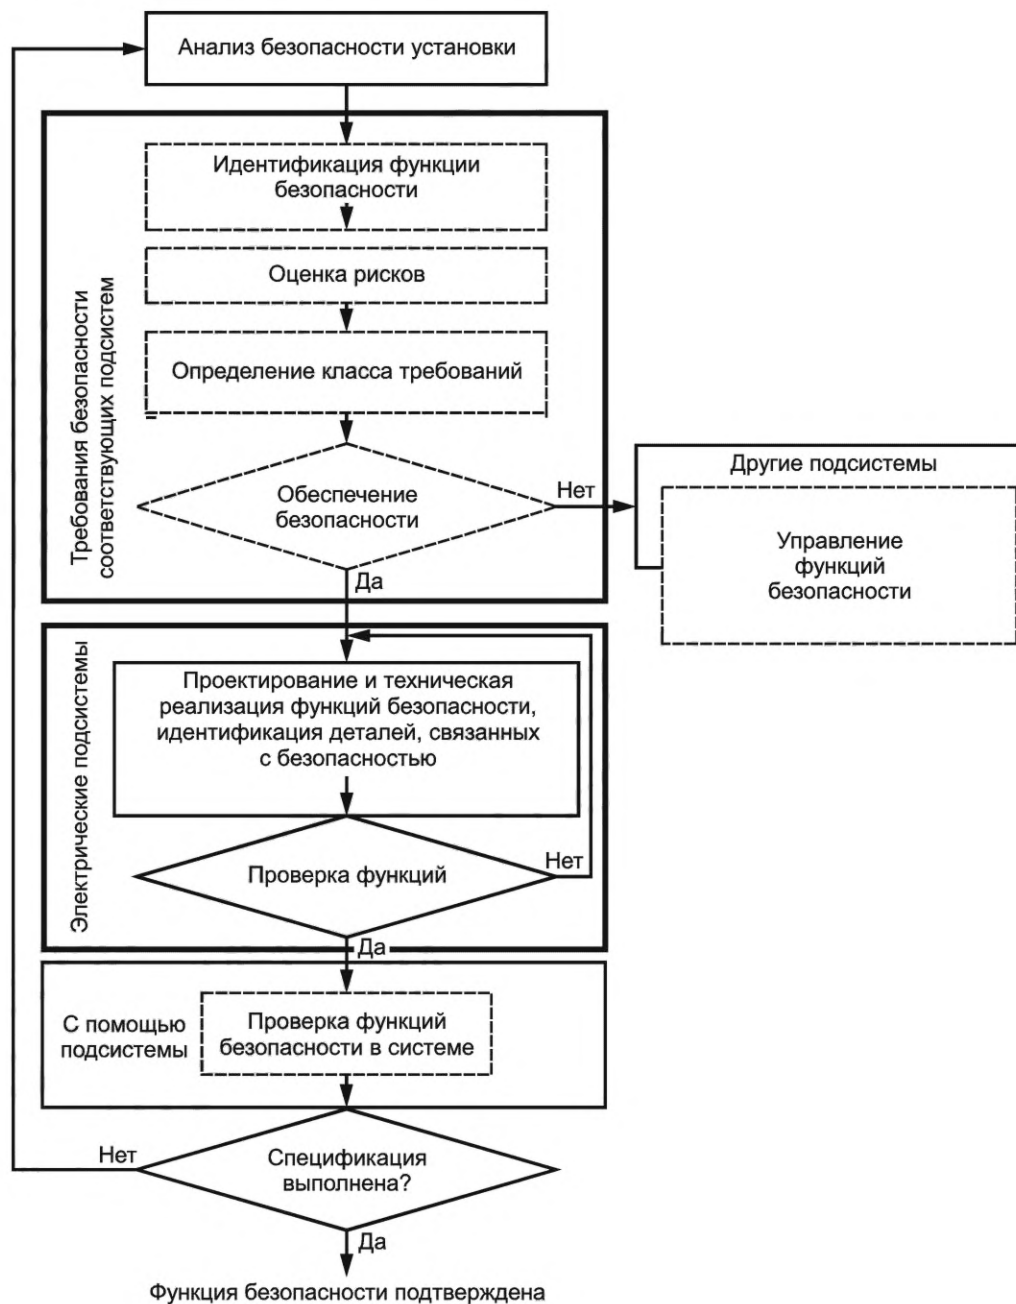 Анализ безопасности установки
Требования безопасности
соответствующих подсистем
Идентификация функции
безопасности
Оценка рисков
Определение класса требований
Обеспечение
безопасности
Нет
Да
Другие подсистемы
Управление
функций
безопасности
Электрические подсистемы
Проектирование и техническая
реализация функций безопасности,
идентификация деталей, связанных
с безопасностью
Проверка функций
Нет
Да
С помощью
подсистемы
Проверка функций
безопасности в системе
Нет
Спецификация
выполнена?
Да
Функция безопасности подтверждена